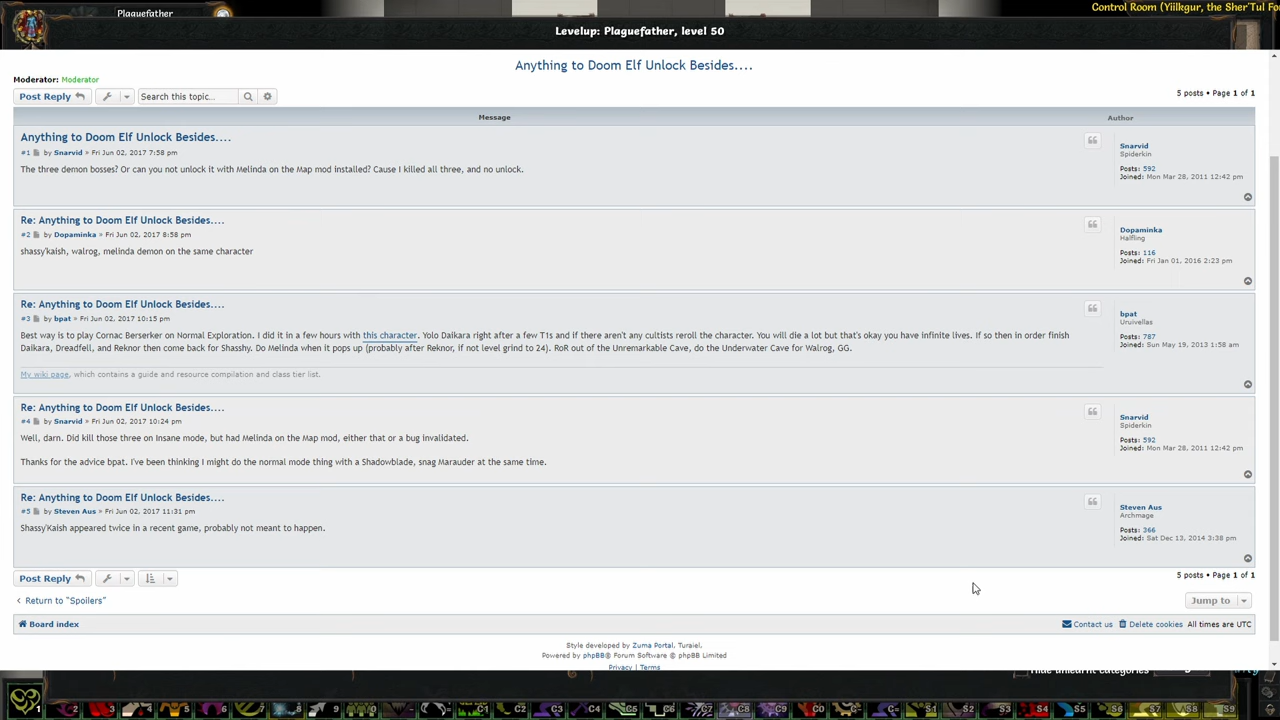 Plaguefather
Control Room (Yiilkgur, the Sher'Tul Fo
Levelup: Plaguefather, level 50
Anything to Doom Elf Unlock Besides....
Moderator: Moderator
Post Reply
Search this topic...
5 posts • Page 1 of 1
Message
Author
Anything to Doom Elf Unlock Besides....
#1 by Snarvid » Fri Jun 02, 2017 7:58 pm
The three demon bosses? Or can you not unlock it with Melinda on the Map mod installed? Cause I killed all three, and no unlock.
Snarvid
Spiderkin
Posts: 592
Joined: Mon Mar 28, 2011 12:42 pm
Re: Anything to Doom Elf Unlock Besides....
#2 by Dopaminka » Fri Jun 02, 2017 8:58 pm
shassy'kaish, walrog, melinda demon on the same character
Dopaminka
Halfling
Posts: 116
Joined: Fri Jan 01, 2016 2:23 pm
Re: Anything to Doom Elf Unlock Besides....
#3 by bpat » Fri Jun 02, 2017 10:15 pm
Best way is to play Cornac Berserker on Normal Exploration. I did it in a few hours with this character. Yolo Daikara right after a few T1s and if there aren't any cultists reroll the character. You will die a lot but that's okay you have infinite lives. If so then in order finish
Daikara, Dreadfell, and Reknor then come back for Shasshy. Do Melinda when it pops up (probably after Reknor, if not level grind to 24). RoR out of the Unremarkable Cave, do the Underwater Cave for Walrog, GG.
My wiki page, which contains a guide and resource compilation and class tier list.
bpat
Uruivellas
Posts: 787
Joined: Sun May 19, 2013 1:58 am
Re: Anything to Doom Elf Unlock Besides....
#4 by Snarvid » Fri Jun 02, 2017 10:24 pm
Well, darn. Did kill those three on Insane mode, but had Melinda on the Map mod, either that or a bug invalidated.
Thanks for the advice bpat. I've been thinking I might do the normal mode thing with a Shadowblade, snag Marauder at the same time.
Snarvid
Spiderkin
Posts: 592
Joined: Mon Mar 28, 2011 12:42 pm
Re: Anything to Doom Elf Unlock Besides....
#5 by Steven Aus » Fri Jun 02, 2017 11:31 pm
Shassy'Kaish appeared twice in a recent game, probably not meant to happen.
Steven Aus
Archmage
Posts: 366
Joined: Sat Dec 13, 2014 3:38 pm
Post Reply
5 posts • Page 1 of 1
Return to "Spoilers"
Jump to
Board index
Contact us Delete cookies All times are UTC
Style developed by Zuma Portal, Turaiel,
Powered by phpBB® Forum Software © phpBB Limited
Privacy | Terms
Hide unlearnt categories